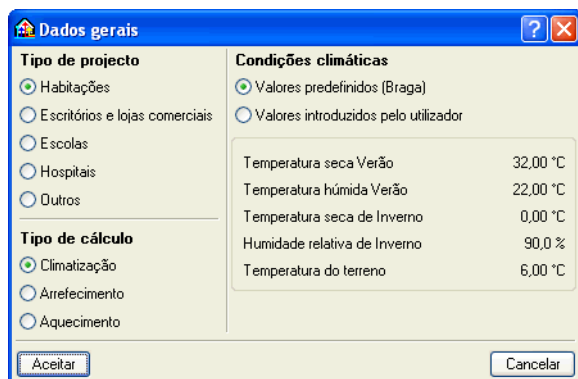 Dados gerais
Tipo de projecto
Habitações
Escritórios e lojas comerciais
Escolas
Hospitais
Outros
Tipo de cálculo
Climatização
Arrefecimento
Aquecimento
Condições climáticas
Valores predefinidos (Braga)
Valores introduzidos pelo utilizador
Temperatura seca Verão 32,00 °C
Temperatura húmida Verão 22,00 °C
Temperatura seca de Inverno 0,00 °C
Humidade relativa de Inverno 90,0 %
Temperatura do terreno 6,00 °C
Aceitar
Cancelar